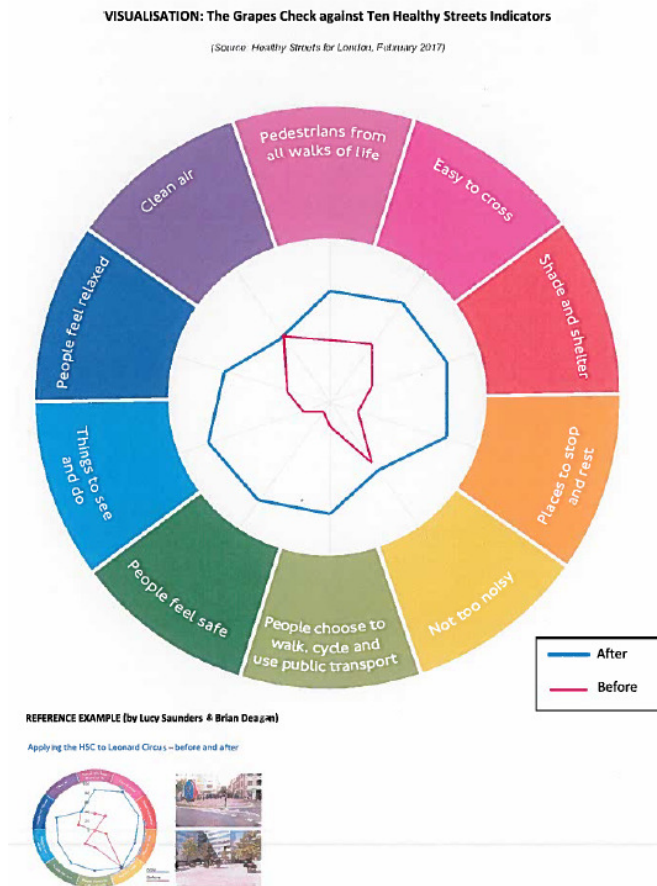 VISUALISATION: The Grapes Check against Ten Healthy Streets Indicators
(Source: Healthy Streets for London, February 2017)
Pedestrians from
all walks of life
Easy to cross
Shade and shelter
Places to stop
and rest
Not too noisy
People choose to
walk, cycle and
use public transport
People feel safe
Things to see
and do
People feel relaxed
Clean air
After
Before
REFERENCE EXAMPLE (by Lucy Saunders & Brian Deagan)
Applying the HSC to Leonard Circus – before and after